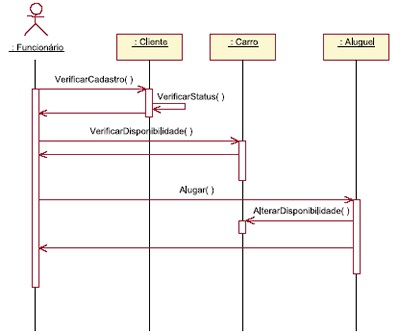 : Funcionário
: Cliente
: Carro
: Aluguel
VerificarCadastro( )
VerificarStatus( )
VerificarDisponibilidade( )
Alugar( )
AlterarDisponibilidade( )